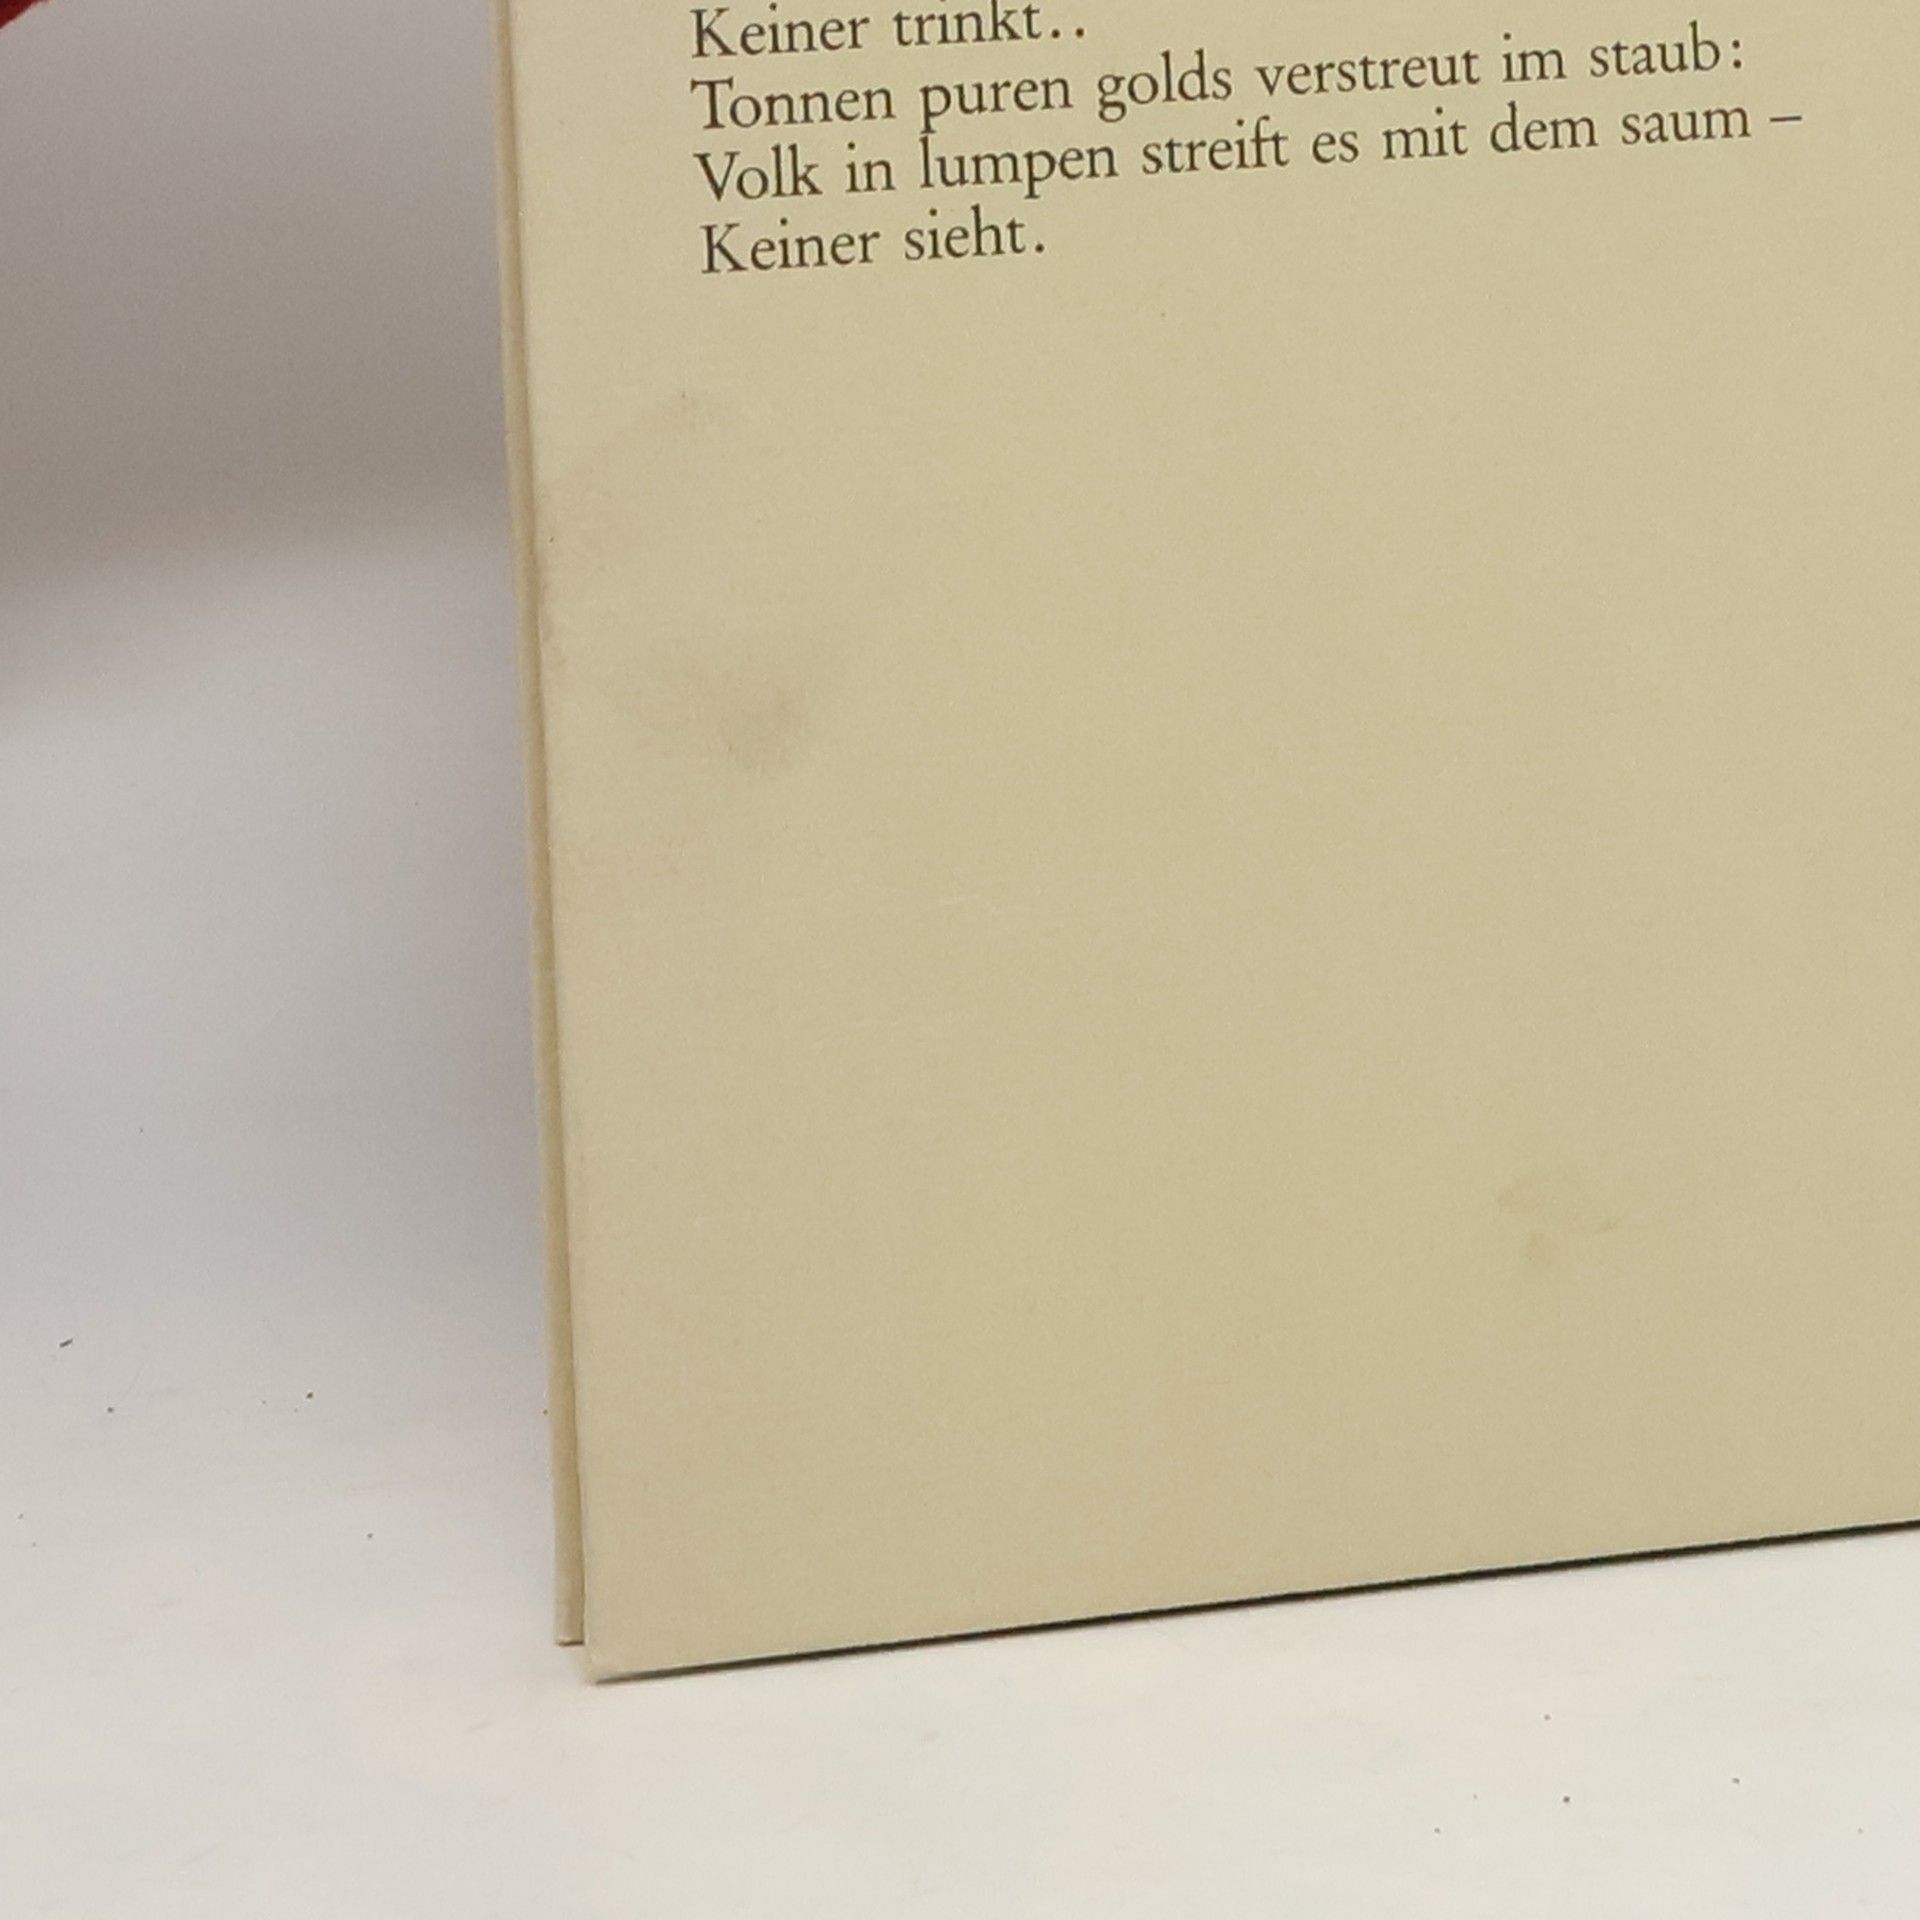 Keiner trinkt..
Tonnen puren golds verstreut im staub:
Volk in lumpen streift es mit dem saum –
Keiner sieht.